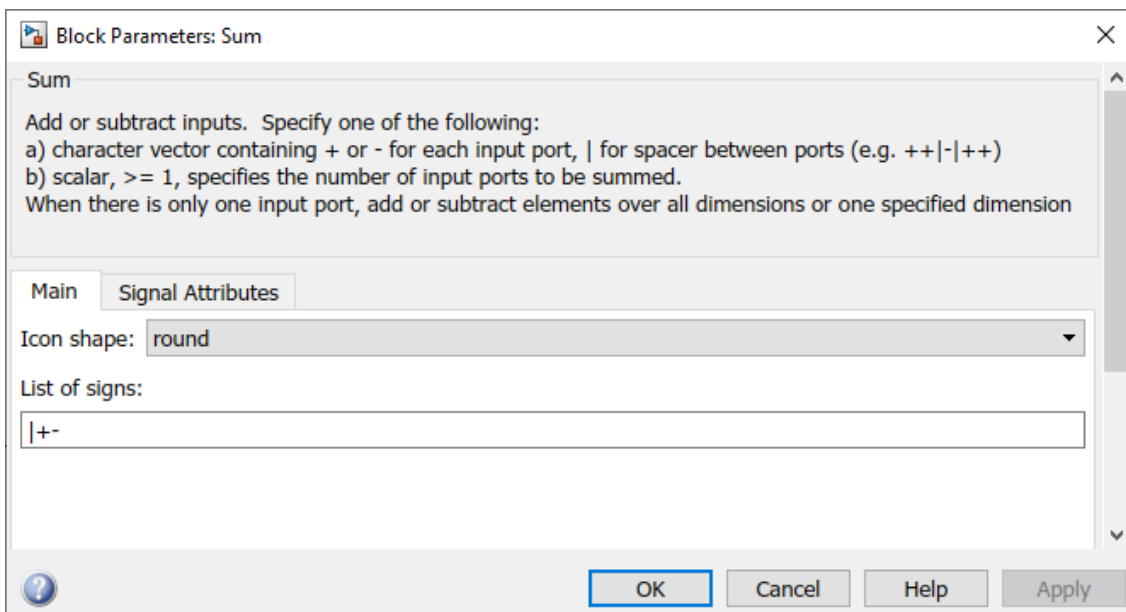 Block Parameters: Sum
Sum
Add or subtract inputs.  Specify one of the following:
a) character vector containing + or - for each input port, | for spacer between ports (e.g. ++|-|++)
b) scalar, >= 1, specifies the number of input ports to be summed.
When there is only one input port, add or subtract elements over all dimensions or one specified dimension
Main Signal Attributes
Icon shape: round
List of signs:
|+-
? OK Cancel Help Apply